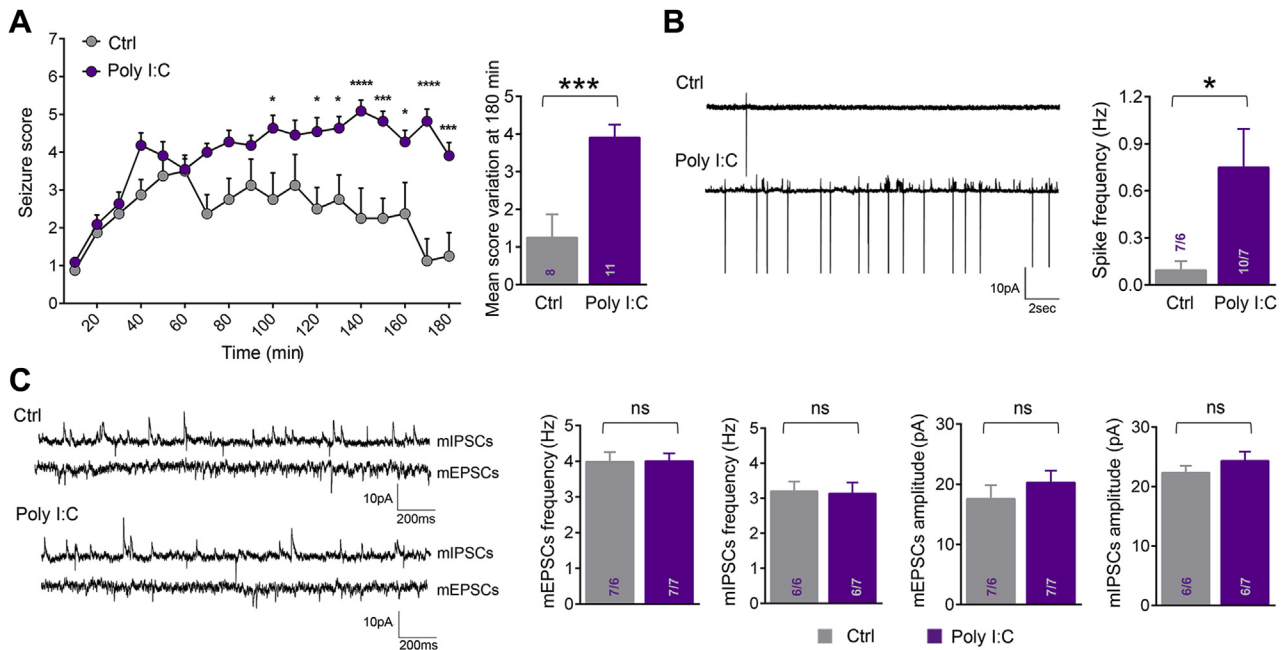 A
Ctrl
Poly I:C
Seizure score
7
6
5
4
3
2
1
0
* * * **** *** * **** ***
20 40 60 80 100 120 140 160 180
Time (min)
Mean score variation at 180 min
5
4
3
2
1
0
***
8
11
Ctrl Poly I:C
B
Ctrl
Poly I:C
10pA
2sec
Spike frequency (Hz)
1.2
0.9
0.6
0.3
0.0
*
7/6
10/7
Ctrl Poly I:C
C
Ctrl
mIPSCs
mEPSCs
10pA
200ms
Poly I:C
mIPSCs
mEPSCs
10pA
200ms
mEPSCs frequency (Hz)
5
4
3
2
1
0
ns
7/6
7/7
mIPSCs frequency (Hz)
5
4
3
2
1
0
ns
6/6
6/7
mEPSCs amplitude (pA)
30
20
10
0
ns
7/6
7/7
mIPSCs amplitude (pA)
30
20
10
0
ns
6/6
6/7
Ctrl Poly I:C